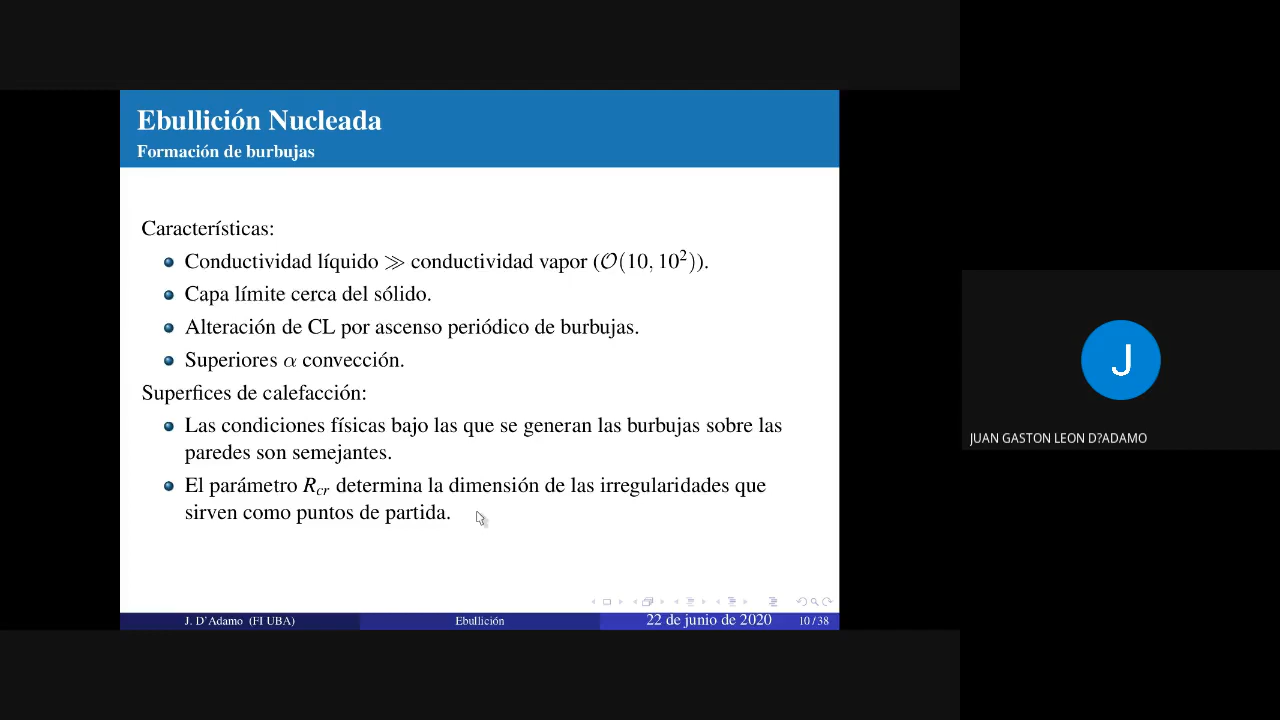 Ebullición Nucleada
Formación de burbujas
Características:
Conductividad líquido ≫ conductividad vapor (𝒪(10, 10²)).
Capa límite cerca del sólido.
Alteración de CL por ascenso periódico de burbujas.
Superiores α convección.
Superfices de calefacción:
Las condiciones físicas bajo las que se generan las burbujas sobre las
paredes son semejantes.
El parámetro R_cr determina la dimensión de las irregularidades que
sirven como puntos de partida.
J. D'Adamo (FI UBA)
Ebullición
22 de junio de 2020
10 / 38
J
JUAN GASTON LEON D?ADAMO